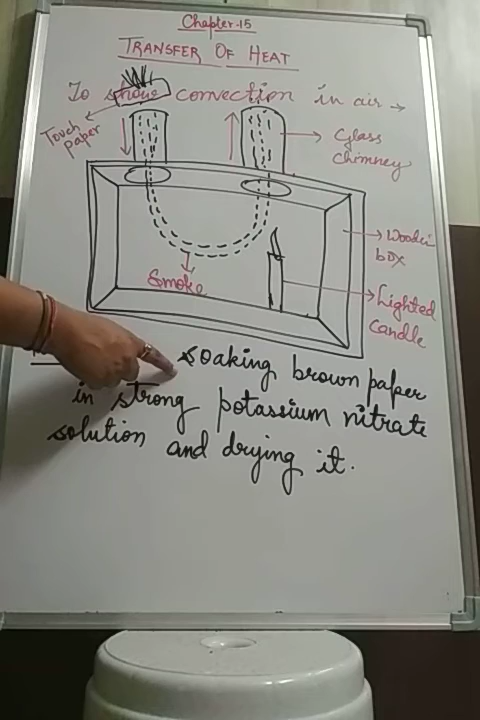 Chapter-15
TRANSFER OF HEAT
To show convection in air →
Touch
paper
Glass
chimney
Wooden
box
Smoke
Lighted
candle
soaking brown paper
in strong potassium nitrate
solution and drying it.